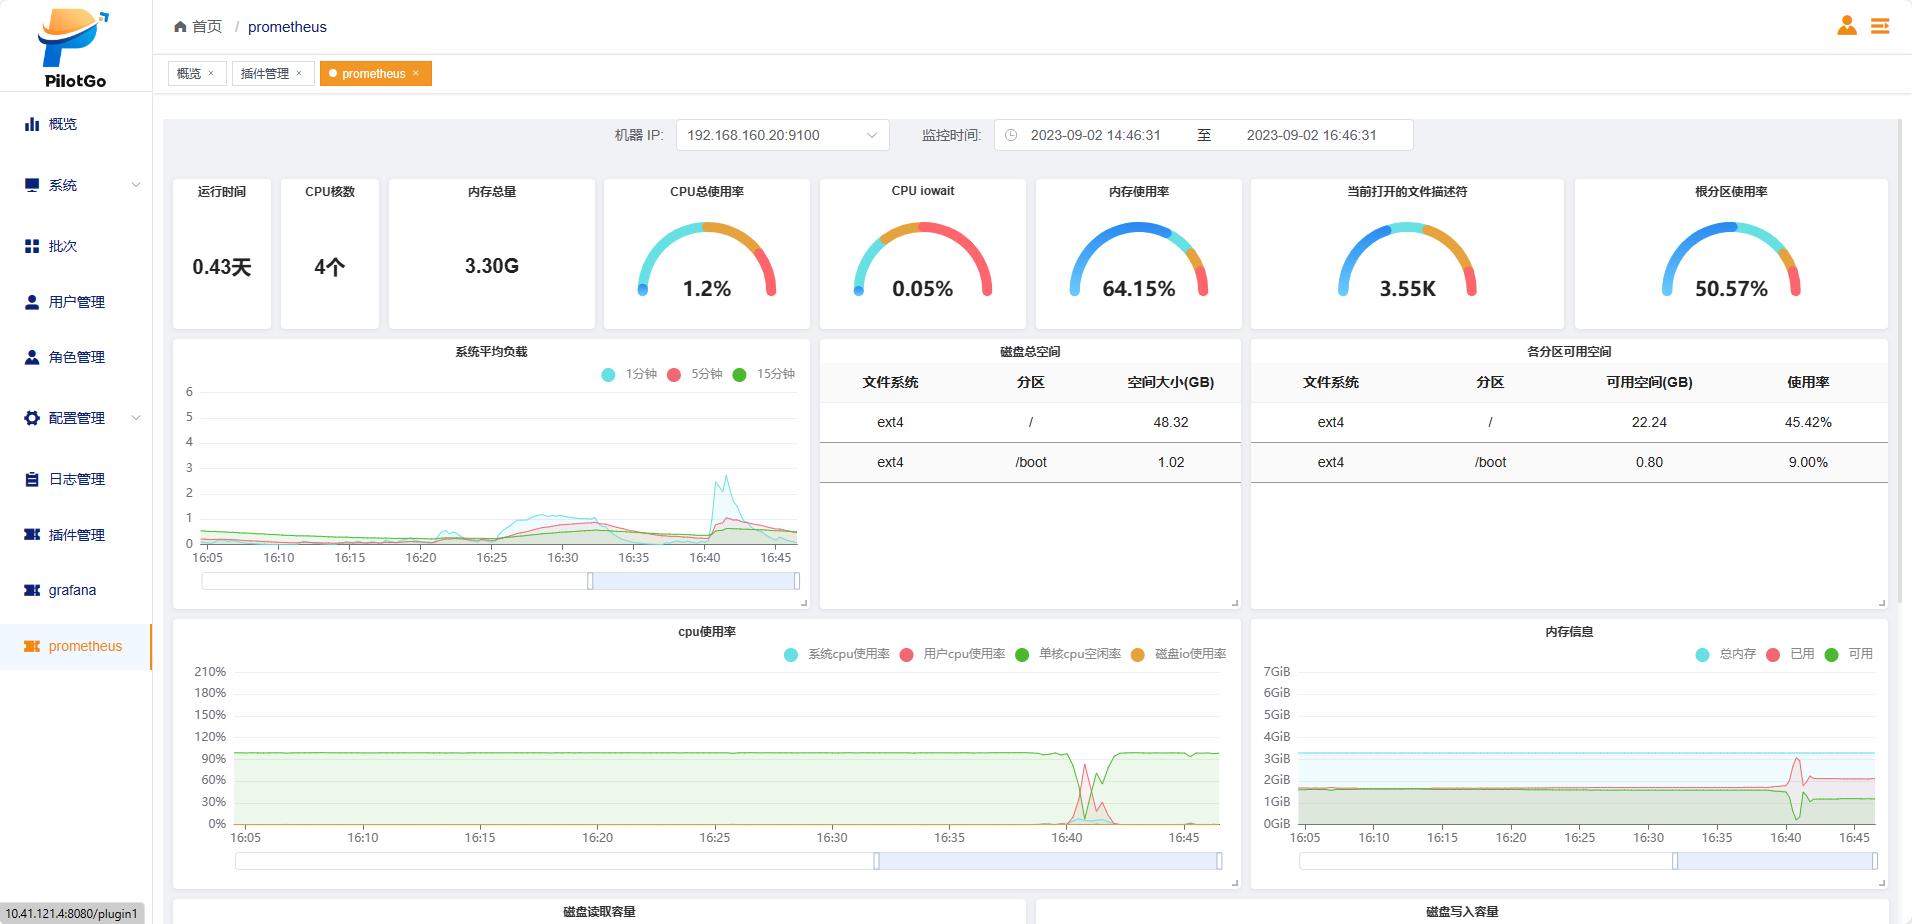 PilotGo
首页 / prometheus
概览 ×
插件管理 ×
prometheus ×
概览
系统
批次
用户管理
角色管理
配置管理
日志管理
插件管理
grafana
prometheus
10.41.121.4:8080/plugin1
机器 IP: 192.168.160.20:9100 监控时间: 2023-09-02 14:46:31 至 2023-09-02 16:46:31
运行时间
0.43天
CPU核数
4个
内存总量
3.30G
CPU总使用率
1.2%
CPU iowait
0.05%
内存使用率
64.15%
当前打开的文件描述符
3.55K
根分区使用率
50.57%
系统平均负载
1分钟 5分钟 15分钟
6
5
4
3
2
1
0
16:05 16:10 16:15 16:20 16:25 16:30 16:35 16:40 16:45
磁盘总空间
文件系统 分区 空间大小(GB)
ext4 / 48.32
ext4 /boot 1.02
各分区可用空间
文件系统 分区 可用空间(GB) 使用率
ext4 / 22.24 45.42%
ext4 /boot 0.80 9.00%
cpu使用率
系统cpu使用率 用户cpu使用率 单核cpu空闲率 磁盘io使用率
210%
180%
150%
120%
90%
60%
30%
0%
16:05 16:10 16:15 16:20 16:25 16:30 16:35 16:40 16:45
内存信息
总内存 已用 可用
7GiB
6GiB
5GiB
4GiB
3GiB
2GiB
1GiB
0GiB
16:05 16:10 16:15 16:20 16:25 16:30 16:35 16:40 16:45
磁盘读取容量
磁盘写入容量